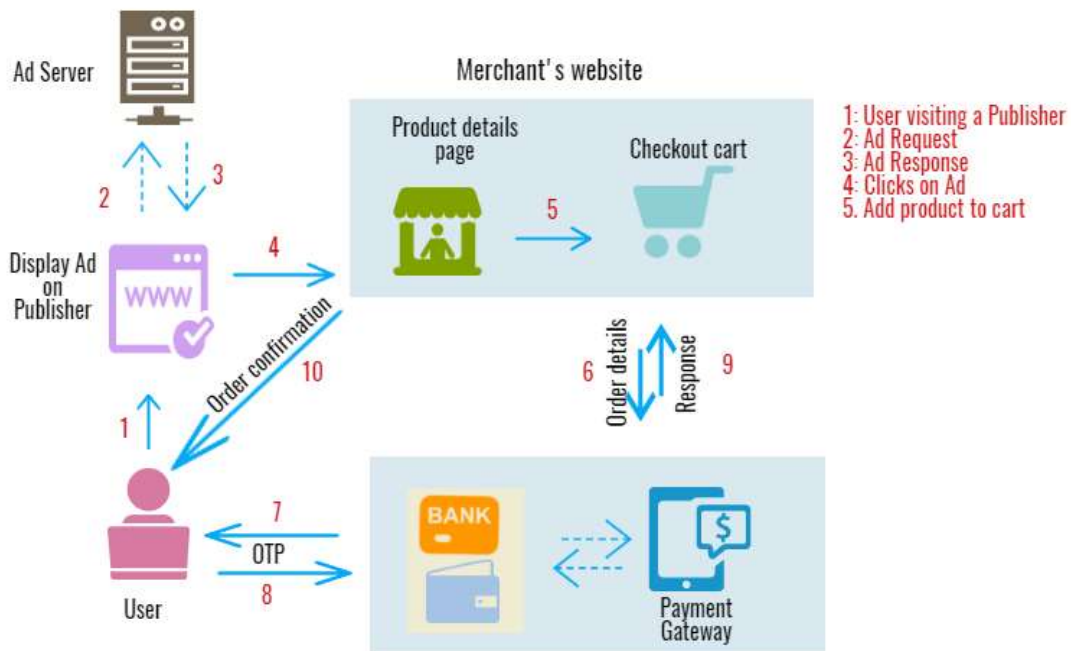 Ad Server
Merchant's website
Product details
page
Checkout cart
1: User visiting a Publisher
2: Ad Request
3: Ad Response
4: Clicks on Ad
5. Add product to cart
2
3
5
4
Display Ad
on
Publisher
WWW
Order confirmation
10
6
Order details
Response
9
1
7
OTP
8
User
BANK
$
Payment
Gateway